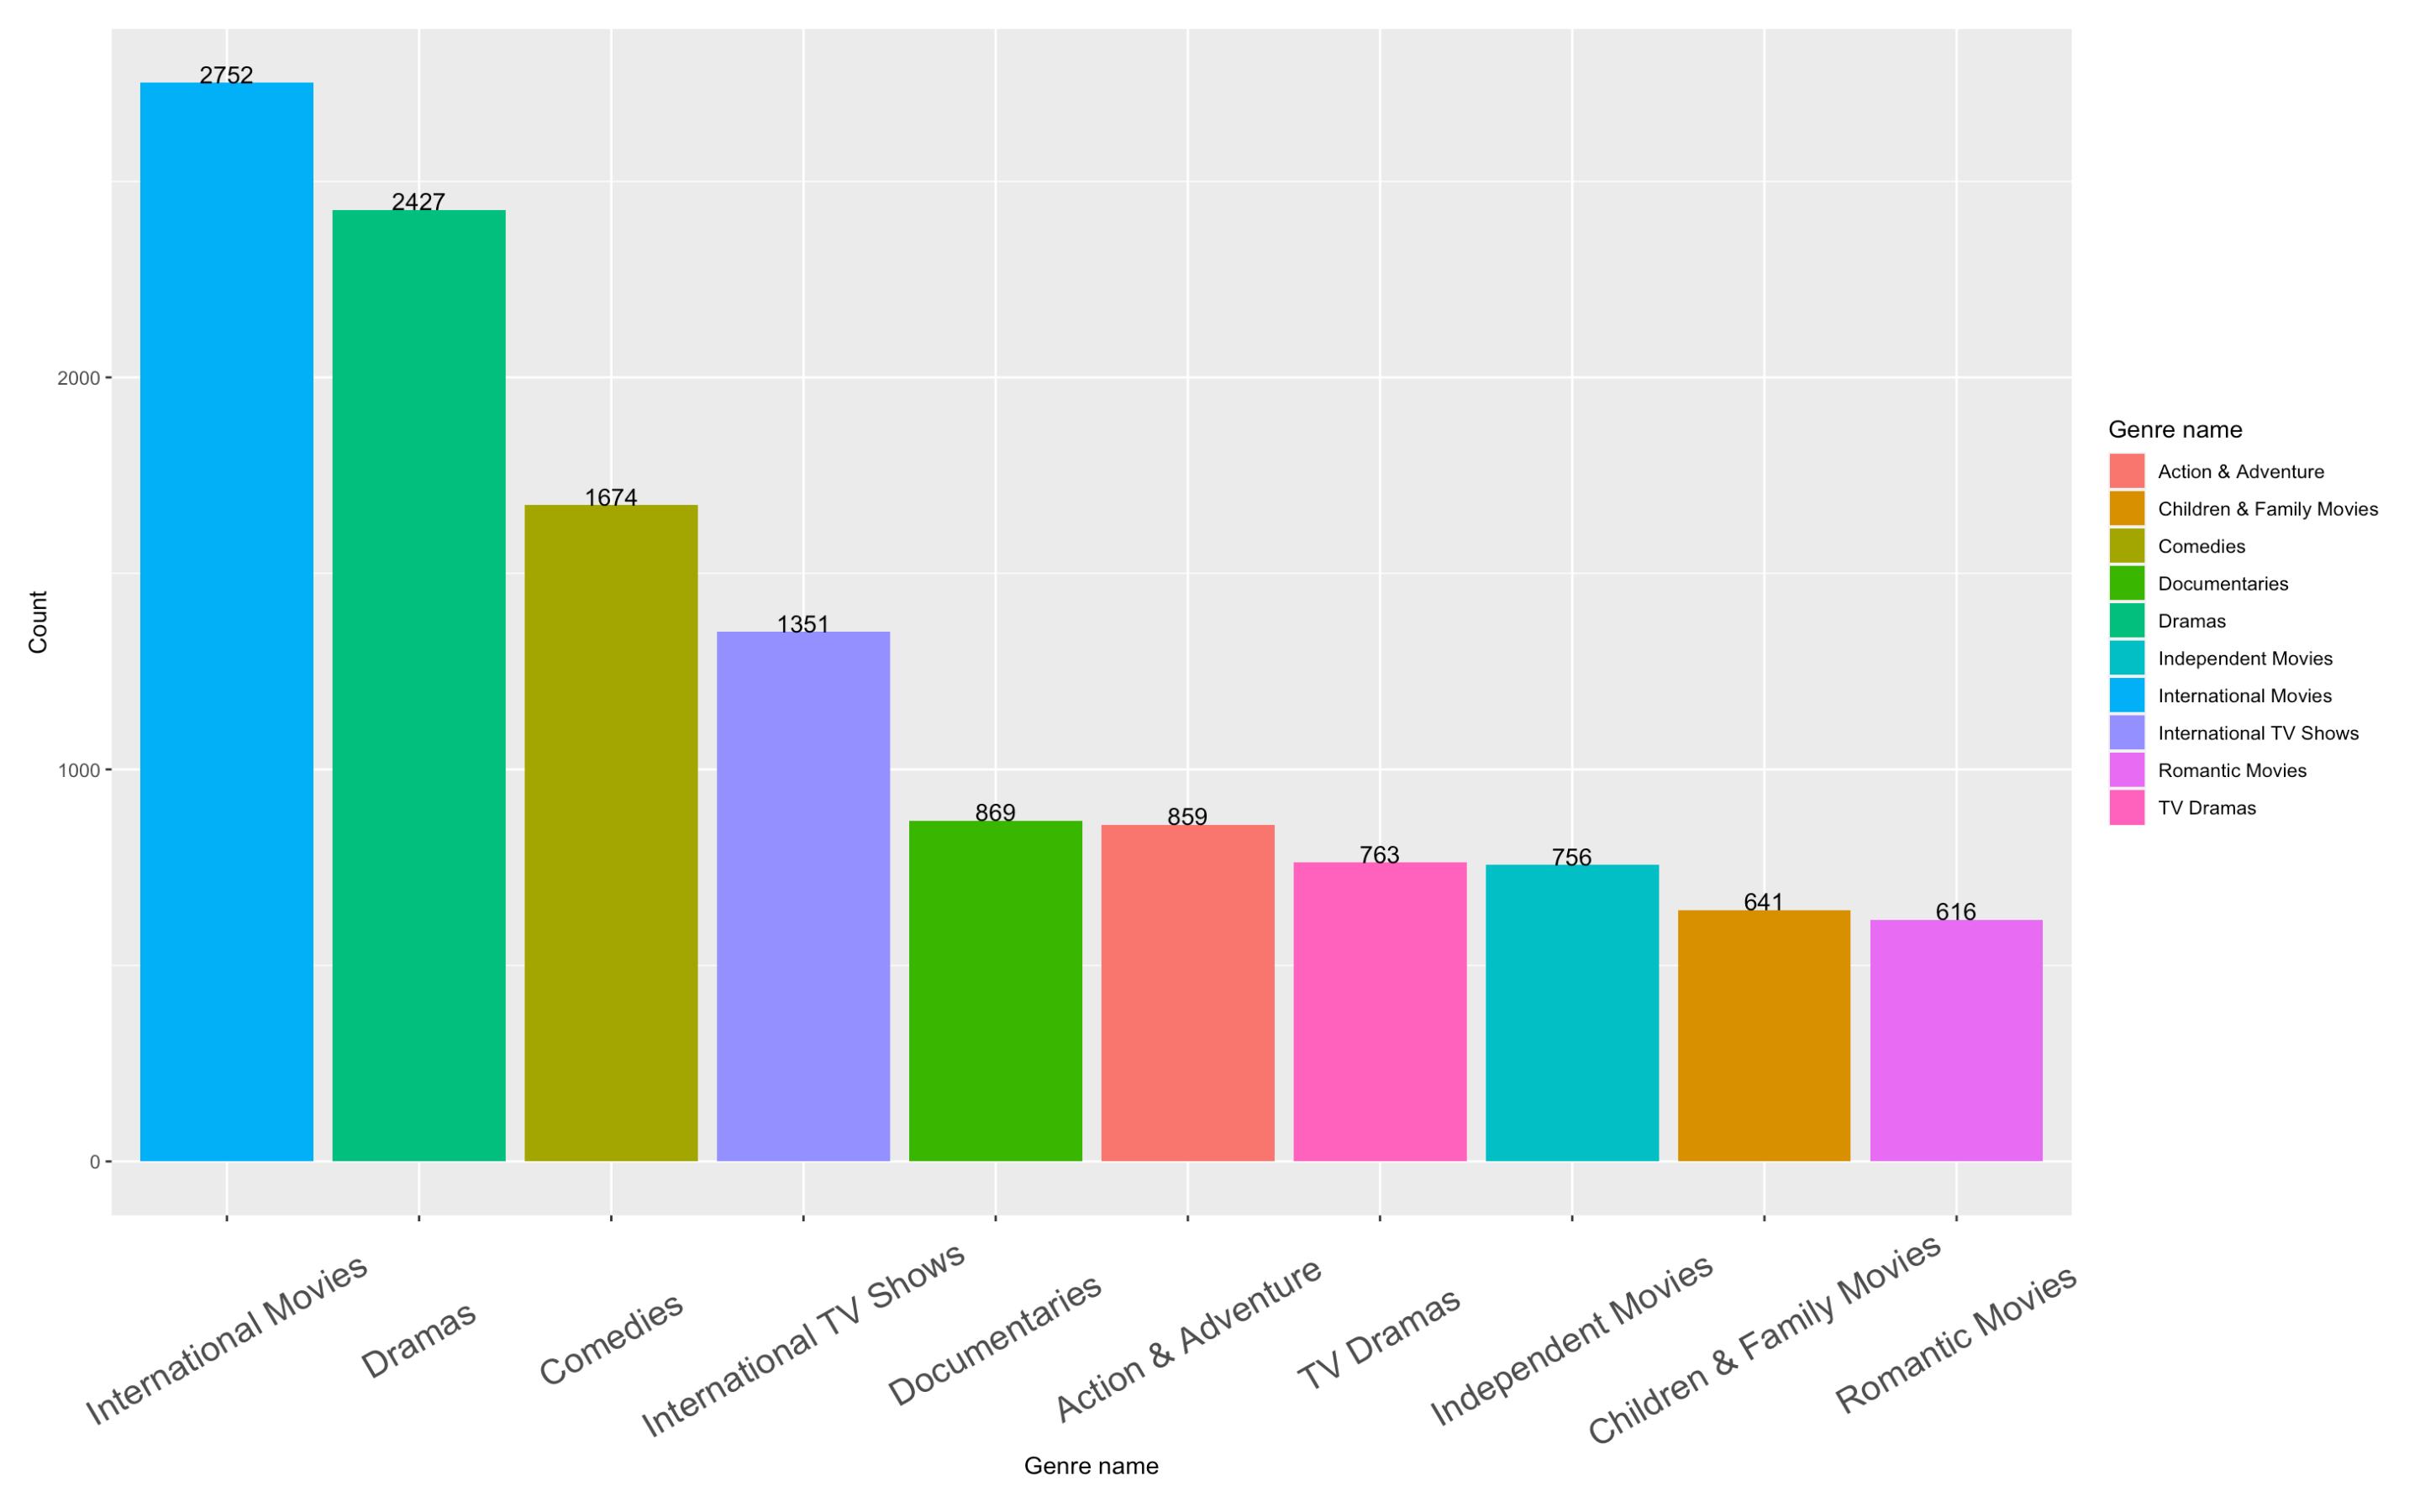 2752
2427
1674
1351
869
859
763
756
641
616
2000
1000
0
Count
International Movies
Dramas
Comedies
International TV Shows
Documentaries
Action & Adventure
TV Dramas
Independent Movies
Children & Family Movies
Romantic Movies
Genre name
Genre name
Action & Adventure
Children & Family Movies
Comedies
Documentaries
Dramas
Independent Movies
International Movies
International TV Shows
Romantic Movies
TV Dramas